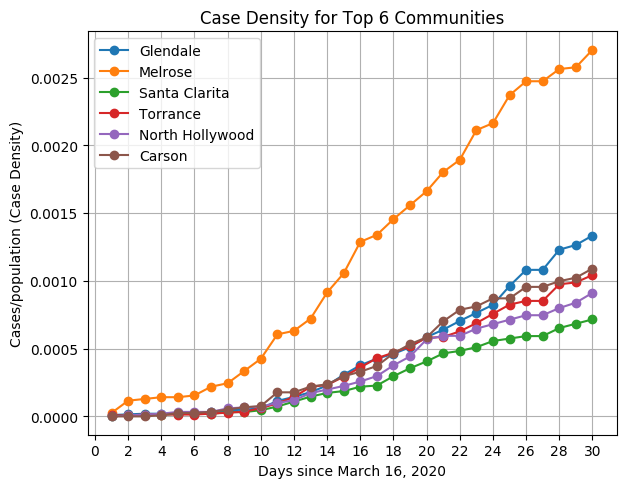 Case Density for Top 6 Communities
Glendale
Melrose
Santa Clarita
Torrance
North Hollywood
Carson
Cases/population (Case Density)
0.0025
0.0020
0.0015
0.0010
0.0005
0.0000
0 2 4 6 8 10 12 14 16 18 20 22 24 26 28 30
Days since March 16, 2020